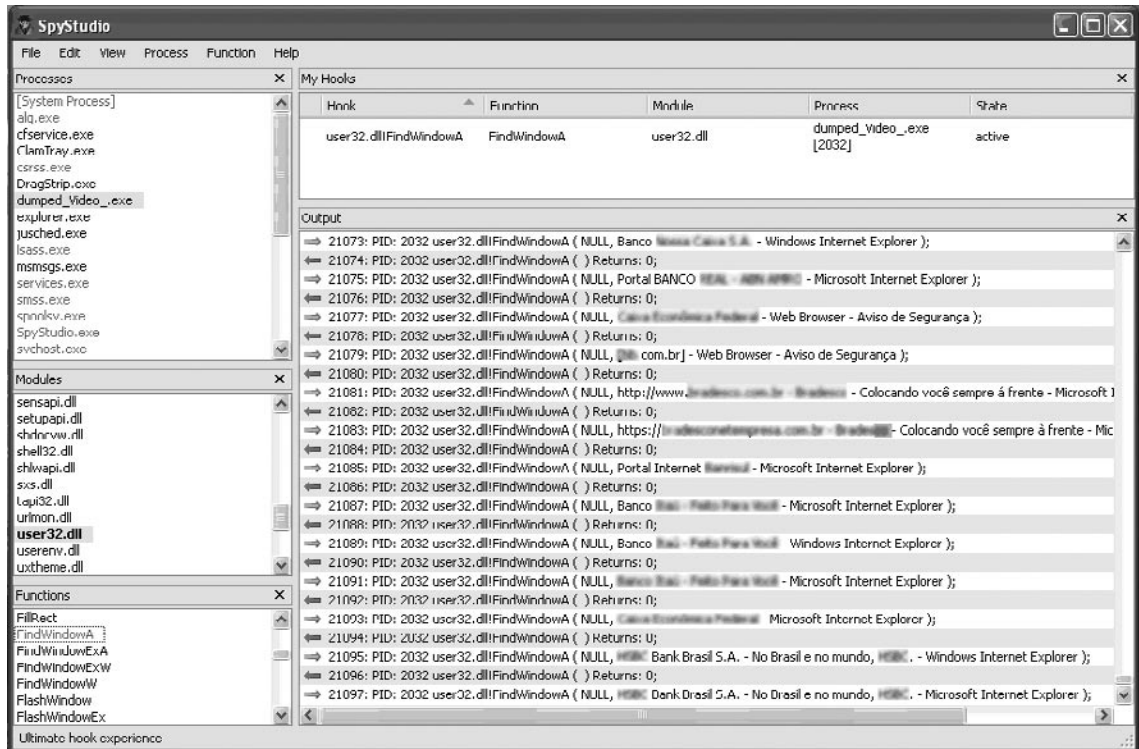 SpyStudio
File Edit View Process Function Help
Processes
[System Process]
alg.exe
cfservice.exe
ClamTray.exe
csrss.exe
DragStrip.exe
dumped_Video_.exe
explorer.exe
jusched.exe
lsass.exe
msmsgs.exe
services.exe
smss.exe
spoolsv.exe
SpyStudio.exe
svchost.exe
Modules
sensapi.dll
setupapi.dll
shdocvw.dll
shell32.dll
shlwapi.dll
sxs.dll
tapi32.dll
urlmon.dll
user32.dll
userenv.dll
uxtheme.dll
Functions
FillRect
FindWindowA
FindWindowExA
FindWindowExW
FindWindowW
FlashWindow
FlashWindowEx
My Hooks
Hook Function Module Process State
user32.dll!FindWindowA FindWindowA user32.dll dumped_Video_.exe [2032] active
Output
21073: PID: 2032 user32.dll!FindWindowA ( NULL, Banco - Windows Internet Explorer );
21074: PID: 2032 user32.dll!FindWindowA ( ) Returns: 0;
21075: PID: 2032 user32.dll!FindWindowA ( NULL, Portal BANCO - Microsoft Internet Explorer );
21076: PID: 2032 user32.dll!FindWindowA ( ) Returns: 0;
21077: PID: 2032 user32.dll!FindWindowA ( NULL, - Web Browser - Aviso de Segurança );
21078: PID: 2032 user32.dll!FindWindowA ( ) Returns: 0;
21079: PID: 2032 user32.dll!FindWindowA ( NULL, com.br] - Web Browser - Aviso de Segurança );
21080: PID: 2032 user32.dll!FindWindowA ( ) Returns: 0;
21081: PID: 2032 user32.dll!FindWindowA ( NULL, http://www. - Colocando você sempre á frente - Microsoft I
21082: PID: 2032 user32.dll!FindWindowA ( ) Returns: 0;
21083: PID: 2032 user32.dll!FindWindowA ( NULL, https:// - Colocando você sempre à frente - Mic
21084: PID: 2032 user32.dll!FindWindowA ( ) Returns: 0;
21085: PID: 2032 user32.dll!FindWindowA ( NULL, Portal Internet - Microsoft Internet Explorer );
21086: PID: 2032 user32.dll!FindWindowA ( ) Returns: 0;
21087: PID: 2032 user32.dll!FindWindowA ( NULL, Banco - Microsoft Internet Explorer );
21088: PID: 2032 user32.dll!FindWindowA ( ) Returns: 0;
21089: PID: 2032 user32.dll!FindWindowA ( NULL, Banco Windows Internet Explorer );
21090: PID: 2032 user32.dll!FindWindowA ( ) Returns: 0;
21091: PID: 2032 user32.dll!FindWindowA ( NULL, - Microsoft Internet Explorer );
21092: PID: 2032 user32.dll!FindWindowA ( ) Returns: 0;
21093: PID: 2032 user32.dll!FindWindowA ( NULL, Microsoft Internet Explorer );
21094: PID: 2032 user32.dll!FindWindowA ( ) Returns: 0;
21095: PID: 2032 user32.dll!FindWindowA ( NULL, Bank Brasil S.A. - No Brasil e no mundo, . - Windows Internet Explorer );
21096: PID: 2032 user32.dll!FindWindowA ( ) Returns: 0;
21097: PID: 2032 user32.dll!FindWindowA ( NULL, Bank Brasil S.A. - No Brasil e no mundo, . - Microsoft Internet Explorer );
Ultimate hook experience